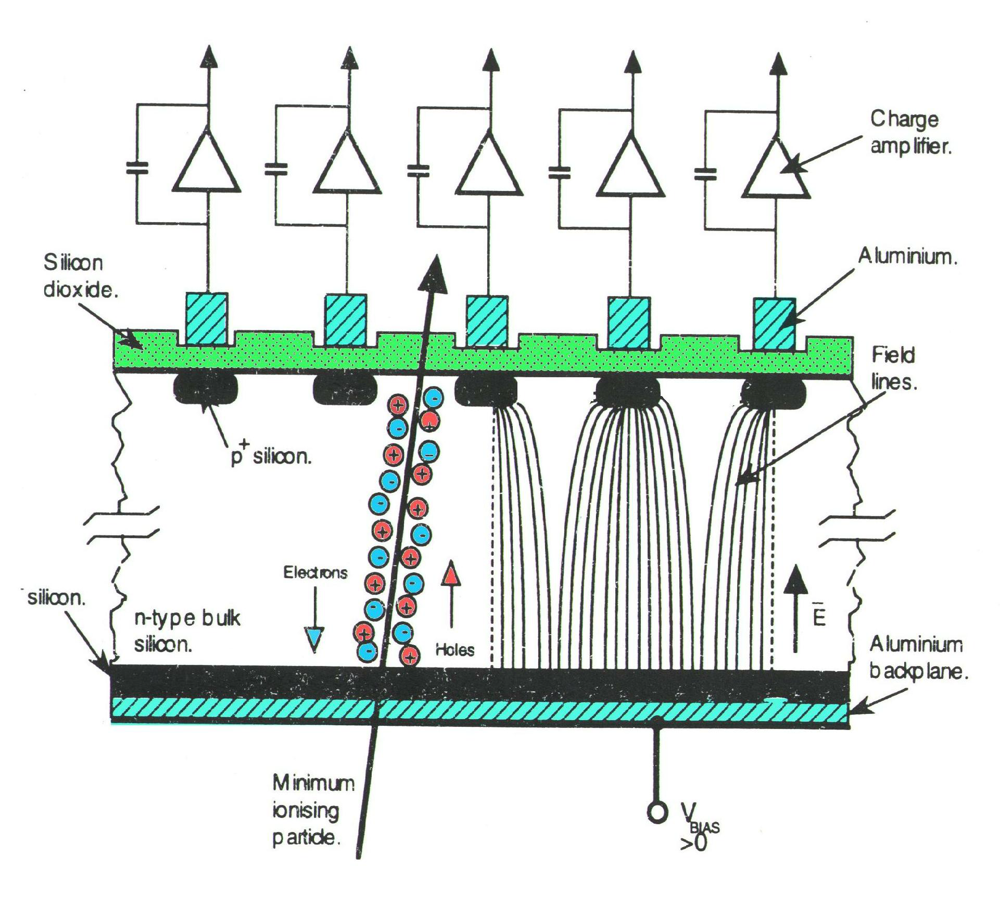 Charge
amplifier.
Silicon
dioxide.
Aluminium.
Field
lines.
p+ silicon.
Electrons
silicon.
n-type bulk
silicon.
Holes
E
Aluminium
backplane.
Minimum
ionising
particle.
VBIAS
>0